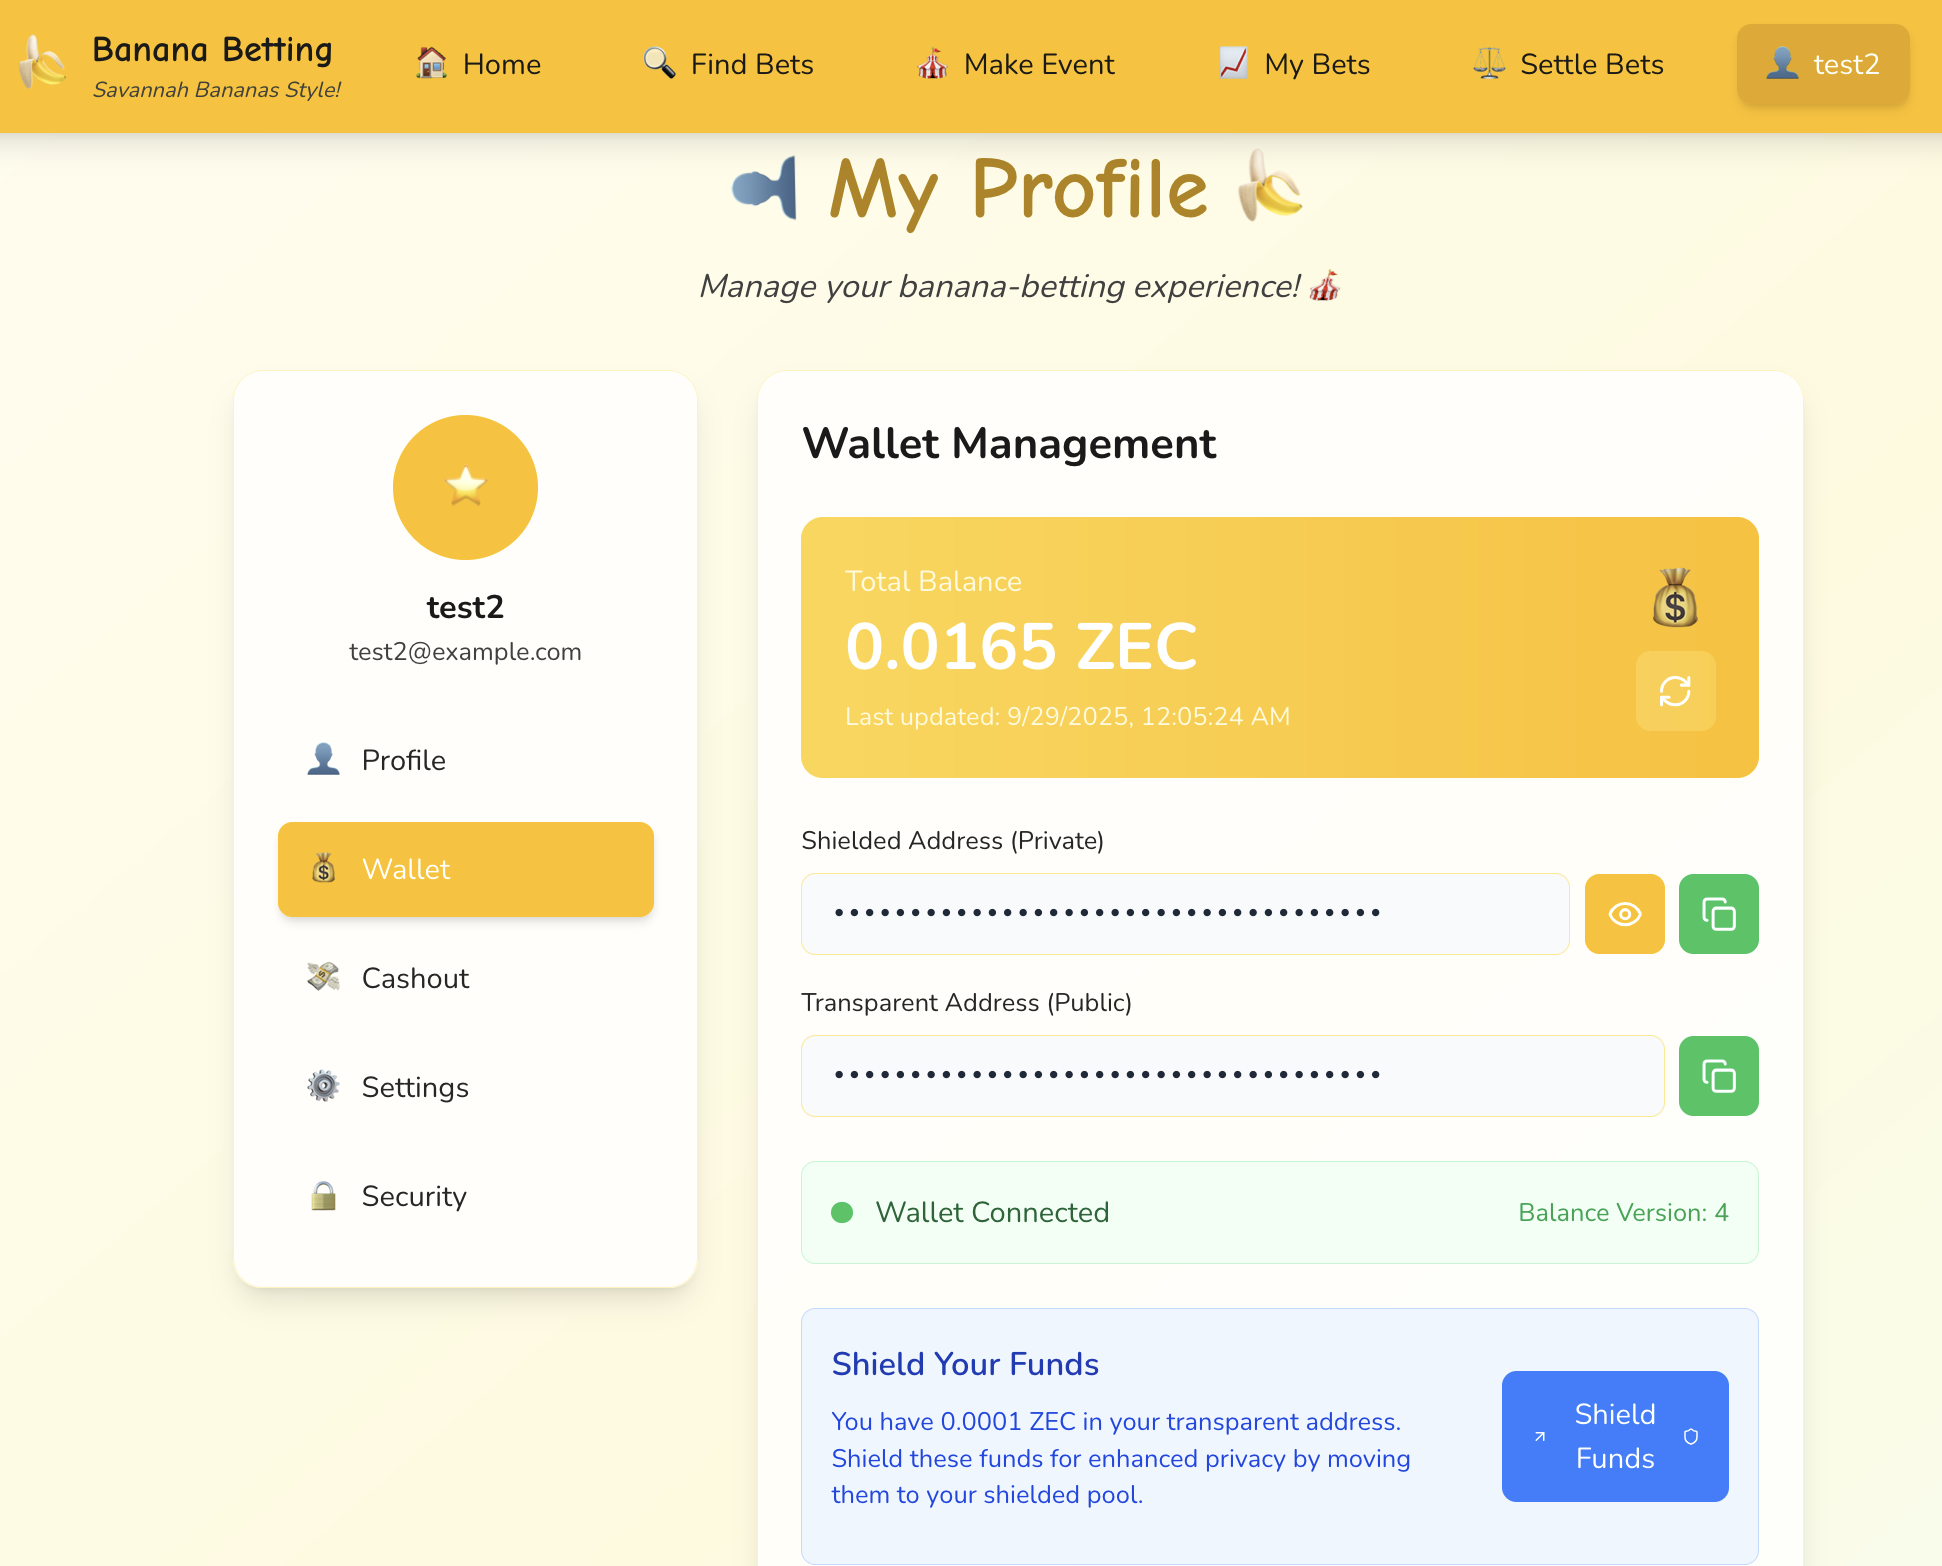 Banana Betting
Savannah Bananas Style!
Home
Find Bets
Make Event
My Bets
Settle Bets
test2
My Profile
Manage your banana-betting experience!
test2
test2@example.com
Profile
Wallet
Cashout
Settings
Security
Wallet Management
Total Balance
0.0165 ZEC
Last updated: 9/29/2025, 12:05:24 AM
Shielded Address (Private)
••••••••••••••••••••••••••••••••••••
Transparent Address (Public)
••••••••••••••••••••••••••••••••••••
Wallet Connected
Balance Version: 4
Shield Your Funds
You have 0.0001 ZEC in your transparent address.
Shield these funds for enhanced privacy by moving
them to your shielded pool.
Shield
Funds